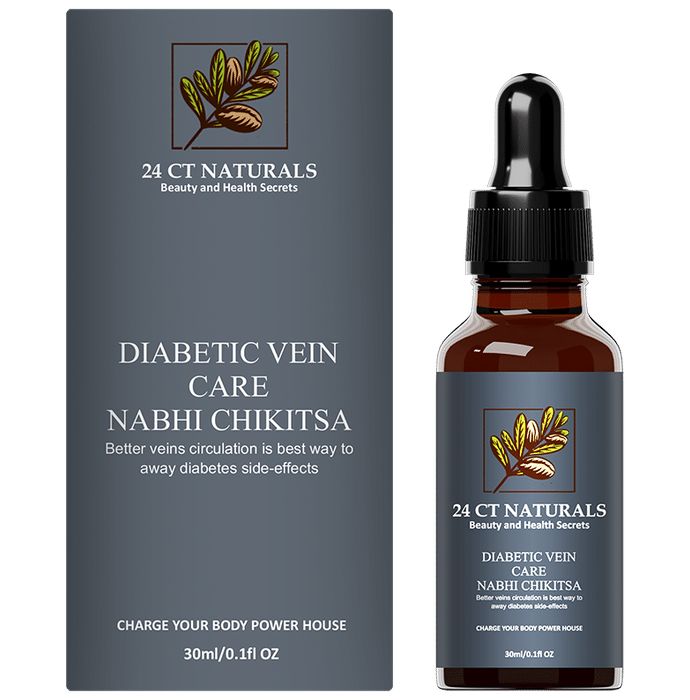 24 CT NATURALS
Beauty and Health Secrets
DIABETIC VEIN
CARE
NABHI CHIKITSA
Better veins circulation is best way to
away diabetes side-effects
CHARGE YOUR BODY POWER HOUSE
30ml/0.1fl OZ
24 CT NATURALS
Beauty and Health Secrets
DIABETIC VEIN
CARE
NABHI CHIKITSA
Better veins circulation is best way to
away diabetes side-effects
CHARGE YOUR BODY POWER HOUSE
30ml/0.1fl OZ